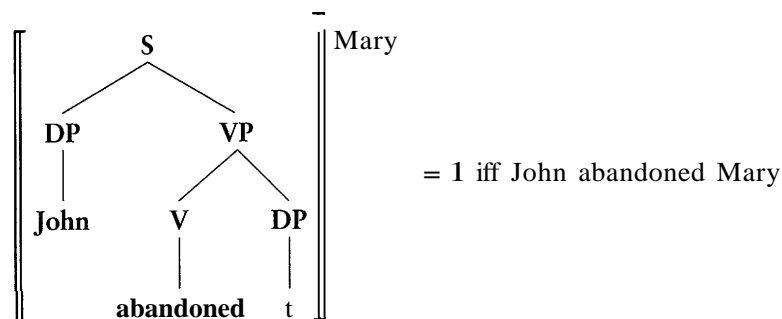 S
Mary
DP VP
= 1 iff John abandoned Mary
John V DP
abandoned t